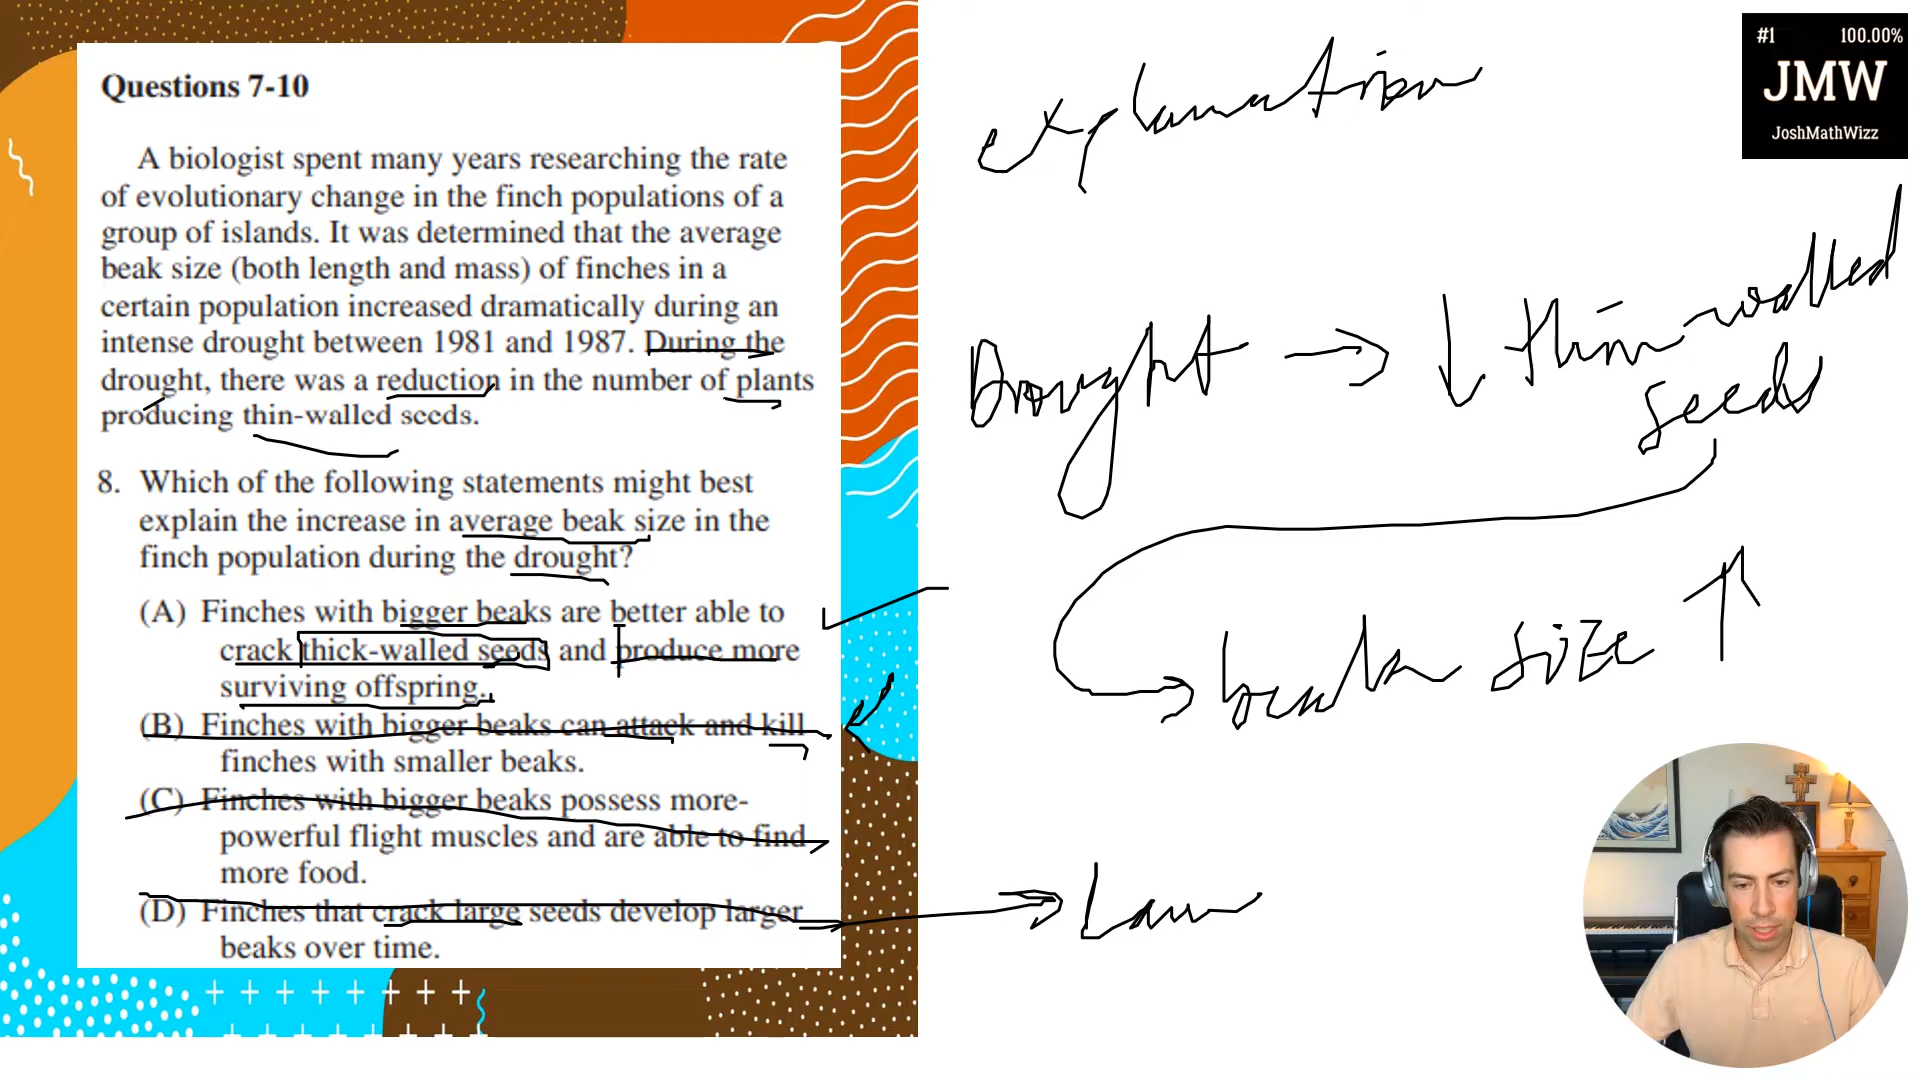 Questions 7-10
A biologist spent many years researching the rate
of evolutionary change in the finch populations of a
group of islands. It was determined that the average
beak size (both length and mass) of finches in a
certain population increased dramatically during an
intense drought between 1981 and 1987. During the
drought, there was a reduction in the number of plants
producing thin-walled seeds.
8. Which of the following statements might best
explain the increase in average beak size in the
finch population during the drought?
(A) Finches with bigger beaks are better able to
crack thick-walled seeds and produce more
surviving offspring.
(B) Finches with bigger beaks can attack and kill
finches with smaller beaks.
(C) Finches with bigger beaks possess more-
powerful flight muscles and are able to find
more food.
(D) Finches that crack large seeds develop larger
beaks over time.
explanation
Drought → ↓ thin-walled
seeds
beak size ↑
#1 100.00%
JMW
JoshMathWizz